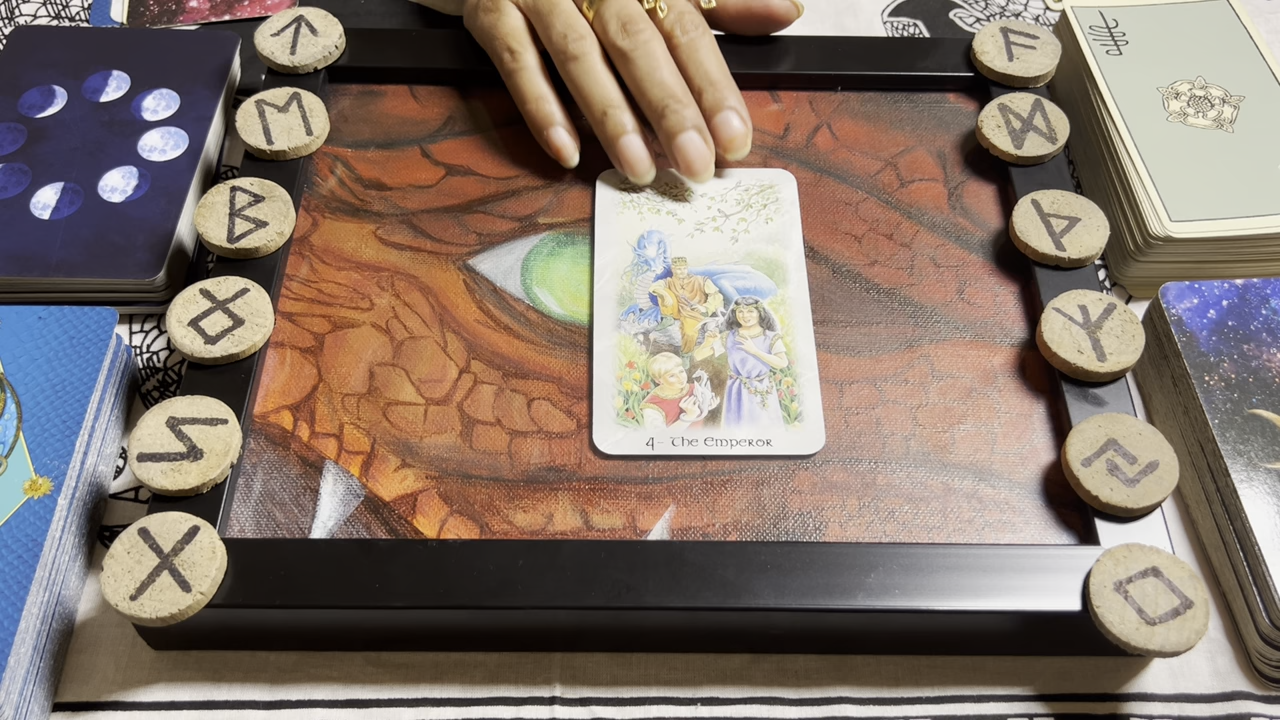 ᛏ
ᛖ
ᛒ
ᛟ
ᛊ
ᚷ
4- The Emperor
ᚨ
ᛞ
ᚦ
ᛉ
ᛃ
ᛜ